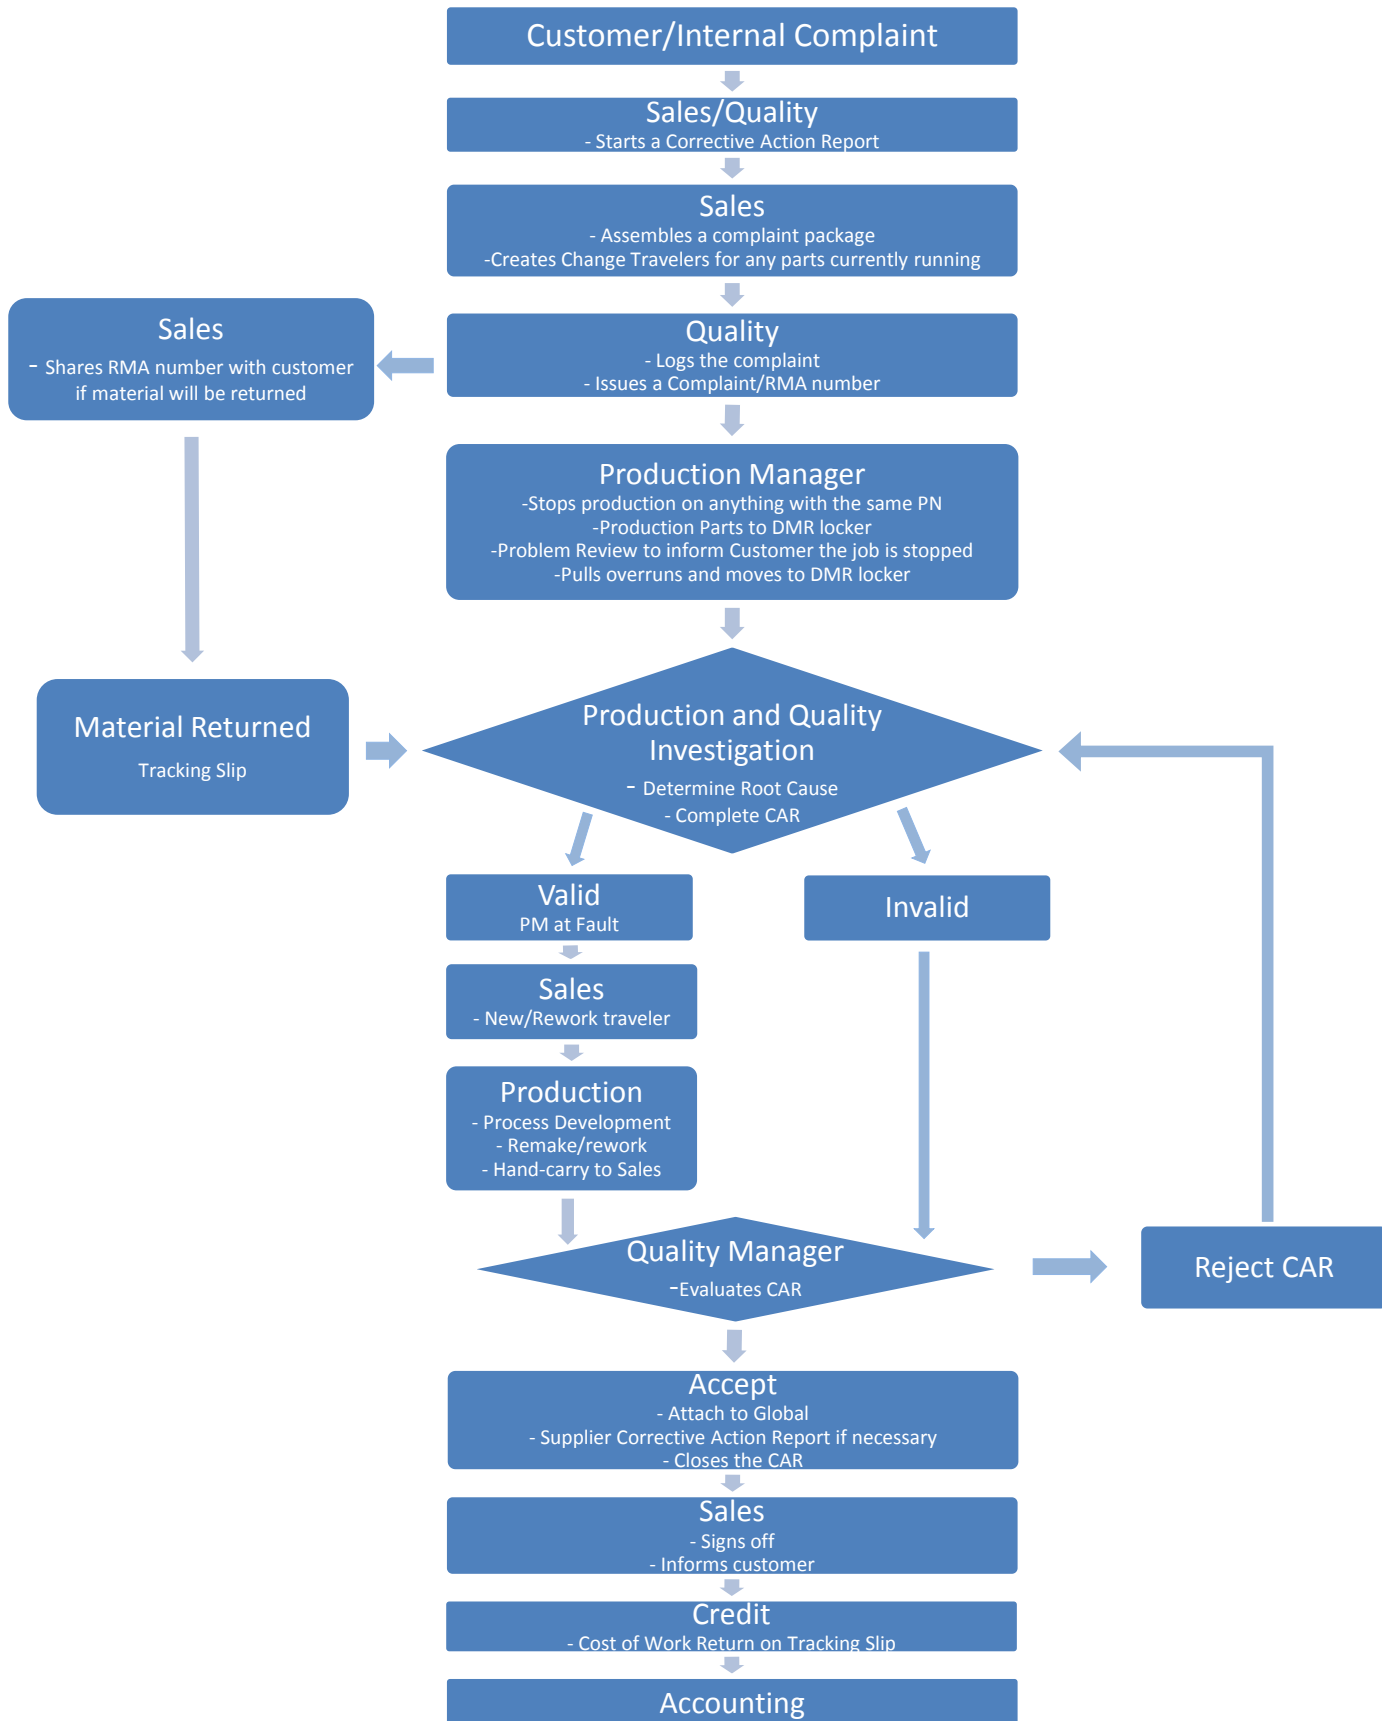 Customer/Internal Complaint
Sales/Quality
- Starts a Corrective Action Report
Sales
- Assembles a complaint package
-Creates Change Travelers for any parts currently running
Sales
- Shares RMA number with customer
if material will be returned
Quality
- Logs the complaint
- Issues a Complaint/RMA number
Production Manager
-Stops production on anything with the same PN
-Production Parts to DMR locker
-Problem Review to inform Customer the job is stopped
-Pulls overruns and moves to DMR locker
Material Returned
Tracking Slip
Production and Quality
Investigation
- Determine Root Cause
- Complete CAR
Valid
PM at Fault
Invalid
Sales
- New/Rework traveler
Production
- Process Development
- Remake/rework
- Hand-carry to Sales
Quality Manager
-Evaluates CAR
Reject CAR
Accept
- Attach to Global
- Supplier Corrective Action Report if necessary
- Closes the CAR
Sales
- Signs off
- Informs customer
Credit
- Cost of Work Return on Tracking Slip
Accounting